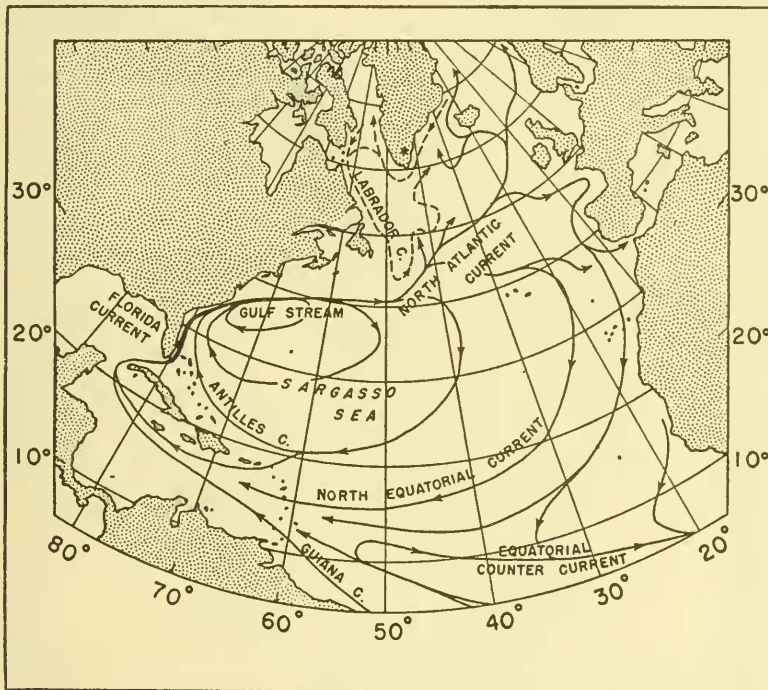 30°
30°
LABRADOR C.
NORTH ATLANTIC
CURRENT
FLORIDA
CURRENT
GULF STREAM
20°
20°
SARGASSO
SEA
ANTILLES C.
10°
10°
NORTH EQUATORIAL CURRENT
GUIANA C.
EQUATORIAL
COUNTER CURRENT
80°
70°
60°
50°
40°
30°
20°